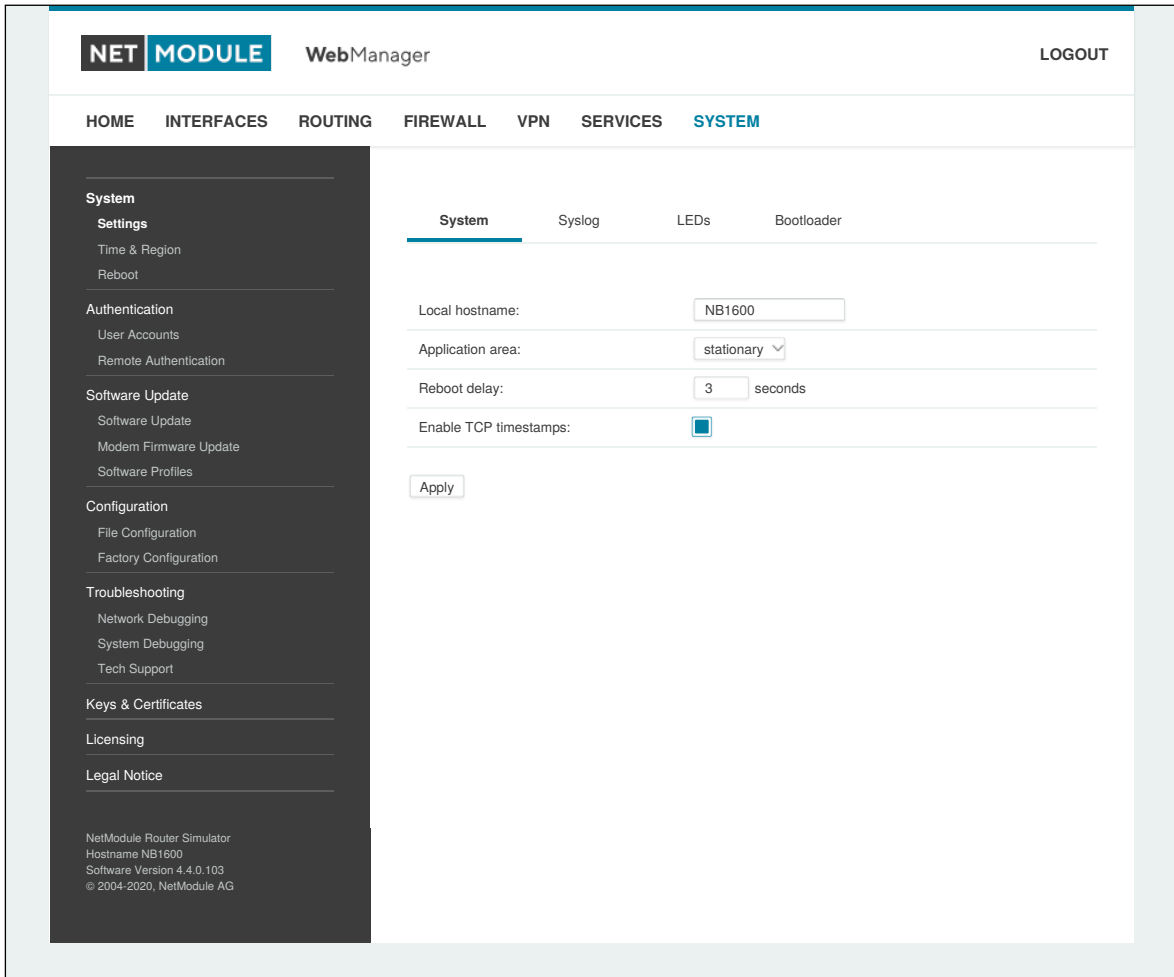 NET MODULE WebManager LOGOUT
HOME INTERFACES ROUTING FIREWALL VPN SERVICES SYSTEM
System
Settings
Time & Region
Reboot
Authentication
User Accounts
Remote Authentication
Software Update
Software Update
Modem Firmware Update
Software Profiles
Configuration
File Configuration
Factory Configuration
Troubleshooting
Network Debugging
System Debugging
Tech Support
Keys & Certificates
Licensing
Legal Notice
NetModule Router Simulator
Hostname NB1600
Software Version 4.4.0.103
© 2004-2020, NetModule AG
System Syslog LEDs Bootloader
Local hostname: NB1600
Application area: stationary
Reboot delay: 3 seconds
Enable TCP timestamps:
Apply